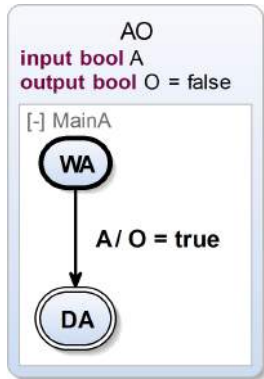 AO
input bool A
output bool O = false
[-] MainA
WA
A / O = true
DA